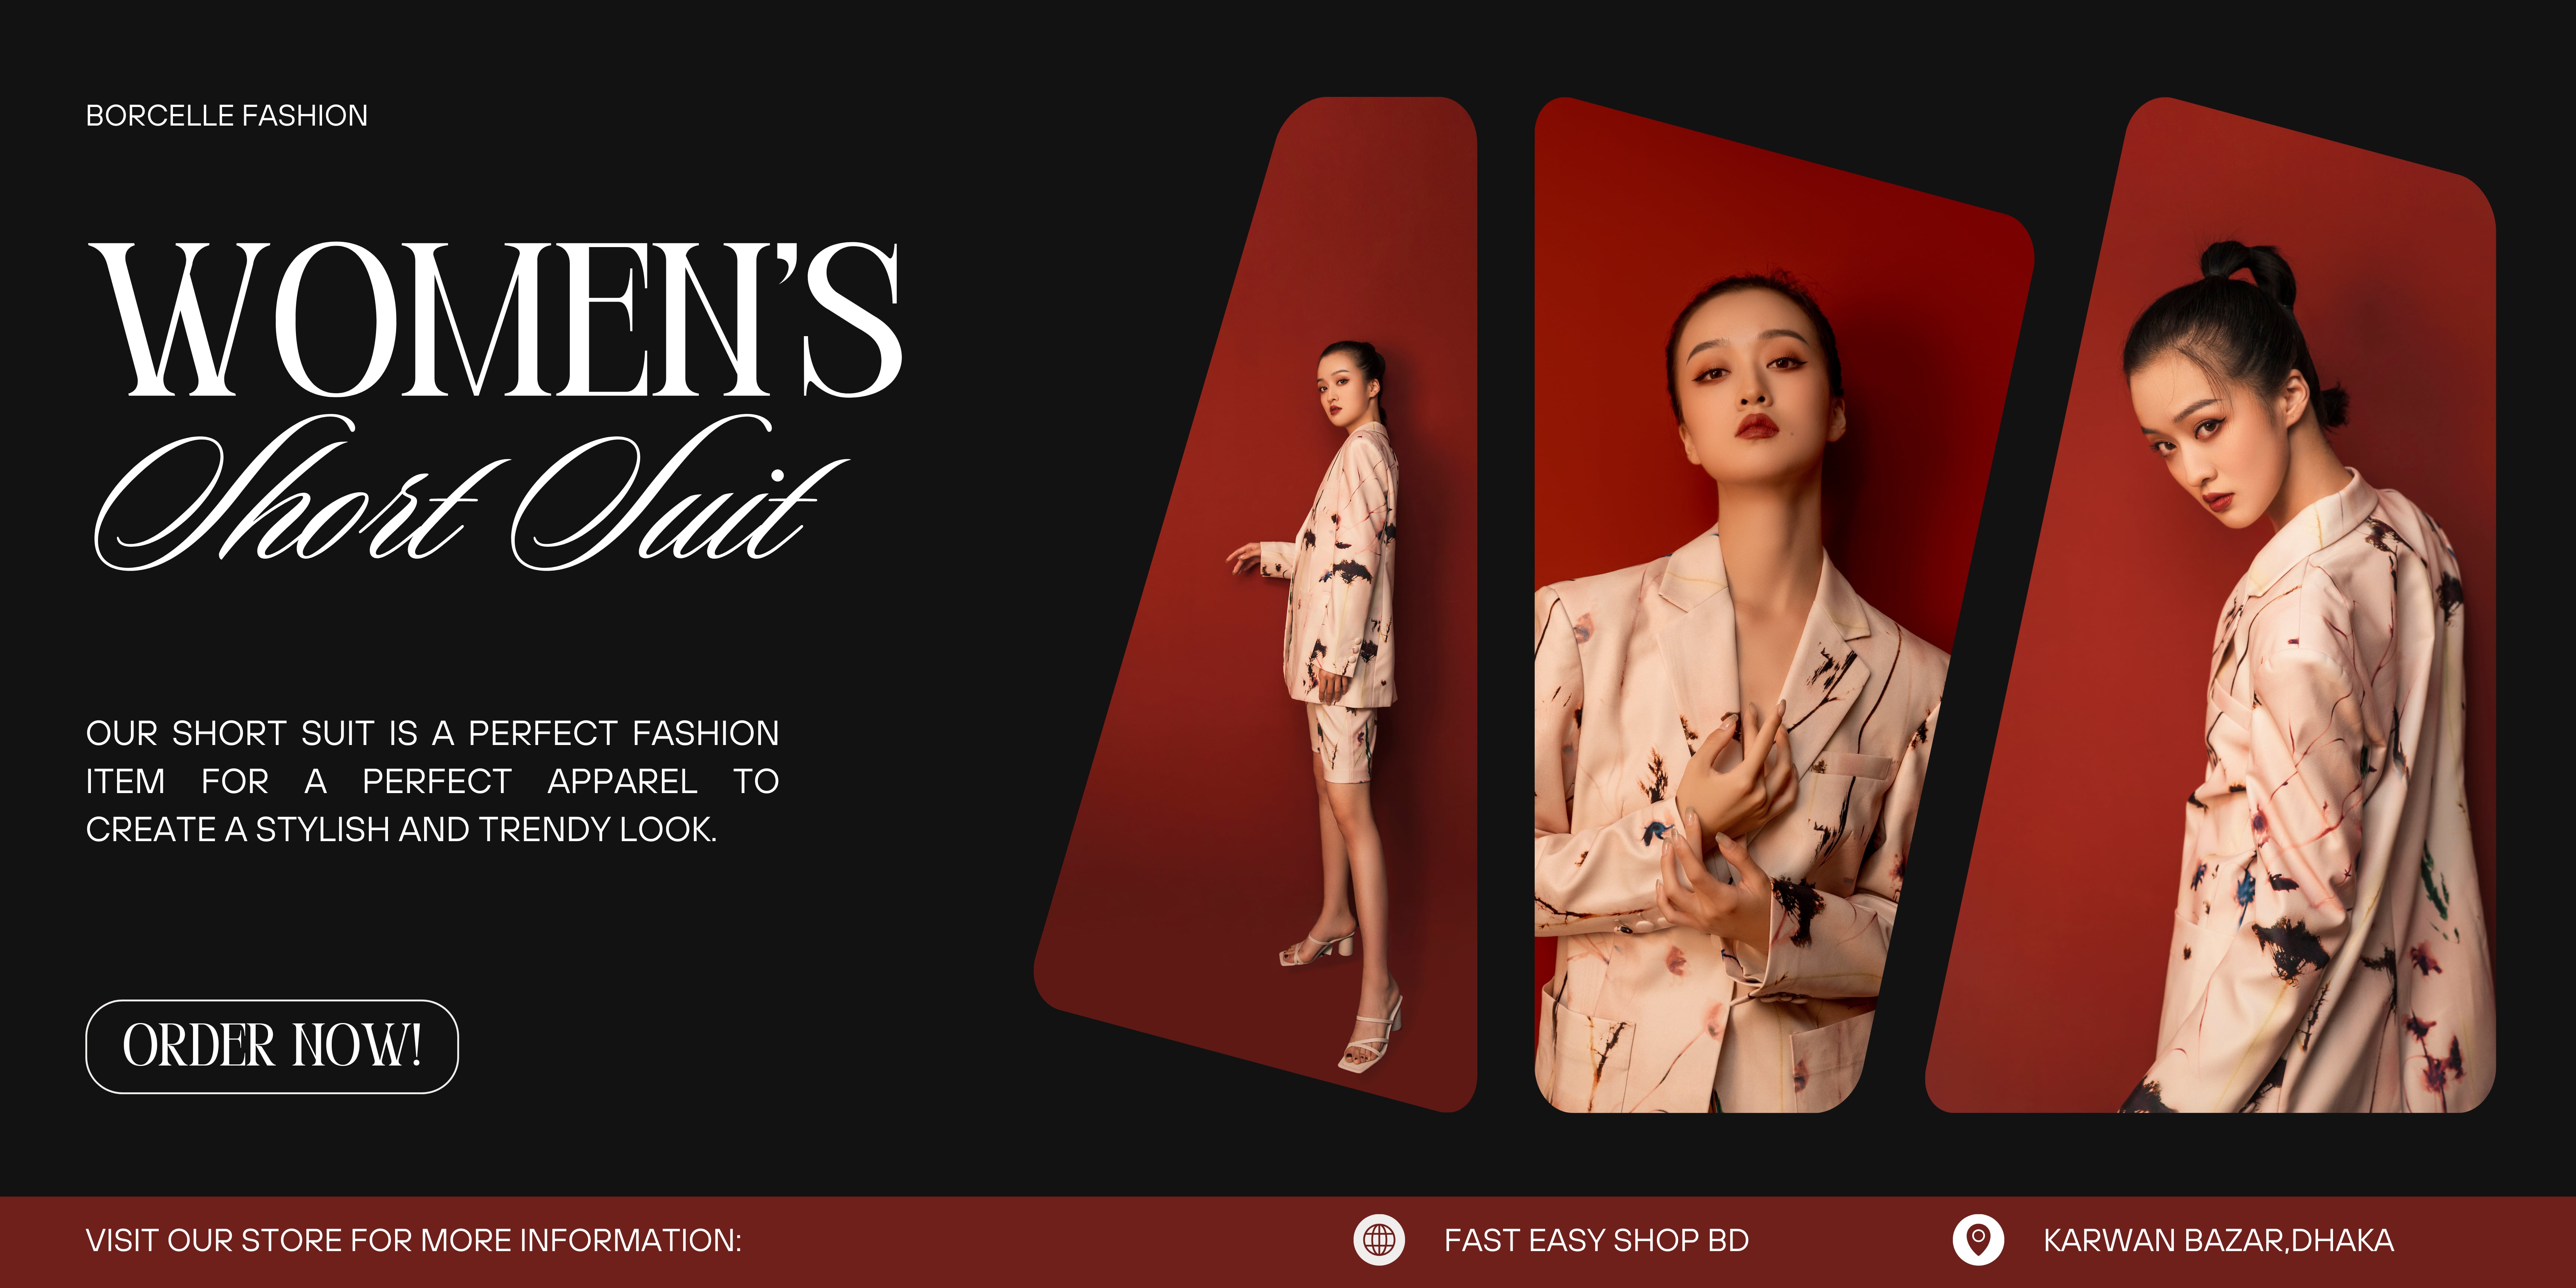 BORCELLE FASHION
WOMEN'S
Short Suit
OUR SHORT SUIT IS A PERFECT FASHION
ITEM FOR A PERFECT APPAREL TO
CREATE A STYLISH AND TRENDY LOOK.
ORDER NOW!
VISIT OUR STORE FOR MORE INFORMATION:
FAST EASY SHOP BD
KARWAN BAZAR,DHAKA